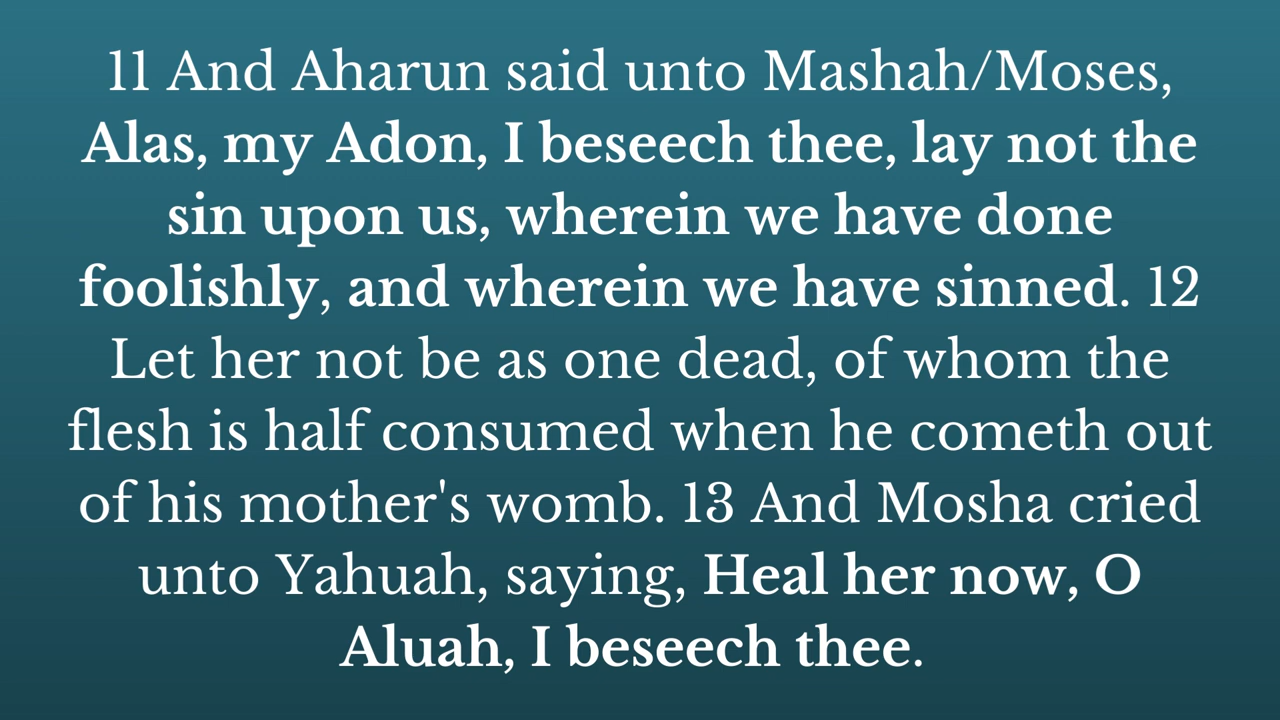 11 And Aharun said unto Mashah/Moses,
Alas, my Adon, I beseech thee, lay not the
sin upon us, wherein we have done
foolishly, and wherein we have sinned. 12
Let her not be as one dead, of whom the
flesh is half consumed when he cometh out
of his mother's womb. 13 And Mosha cried
unto Yahuah, saying, Heal her now, O
Aluah, I beseech thee.